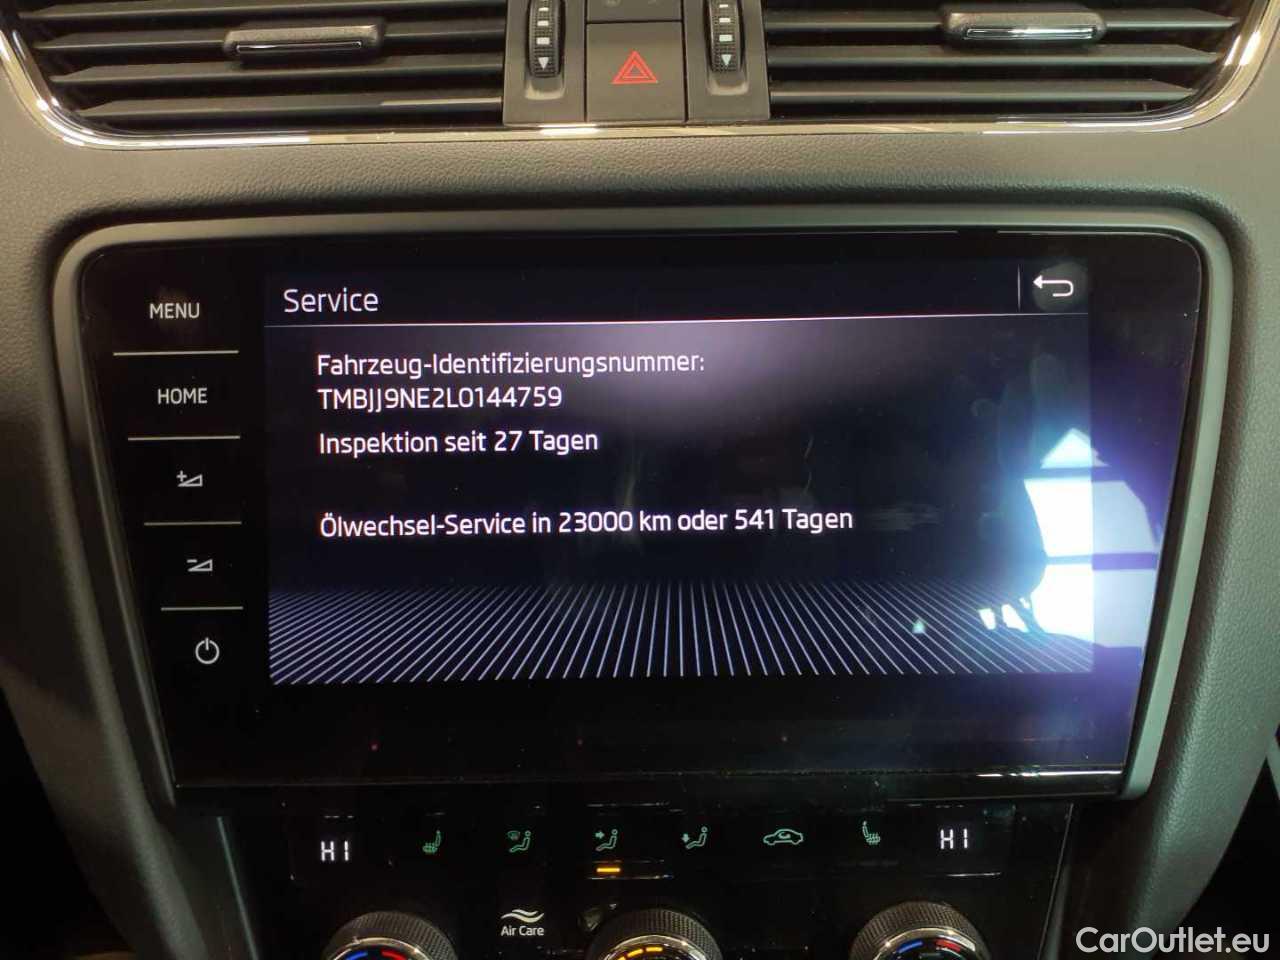 MENU
HOME
Service
Fahrzeug-Identifizierungsnummer:
TMBJJ9NE2L0144759
Inspektion seit 27 Tagen
Ölwechsel-Service in 23000 km oder 541 Tagen
HI
HI
Air Care
CarOutlet.eu